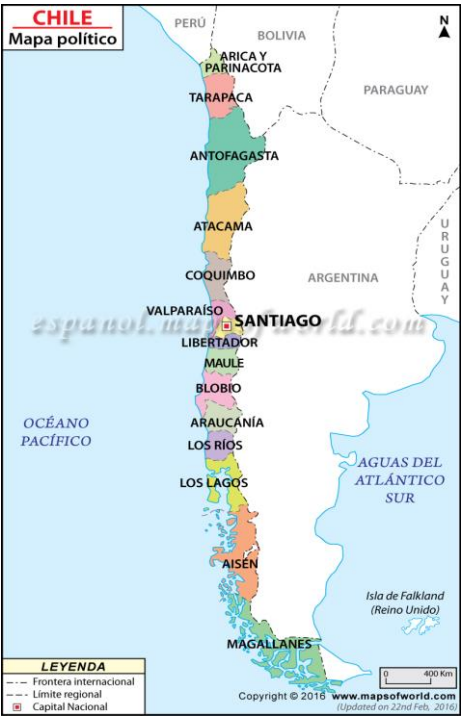 CHILE
Mapa político
PERÚ
N
BOLIVIA
ARICA Y
PARINACOTA
TARAPACA
PARAGUAY
ANTOFAGASTA
ATACAMA
URUGUAY
COQUIMBO
ARGENTINA
VALPARAÍSO
SANTIAGO
espanol.mapsofworld.com
LIBERTADOR
MAULE
BLOBIO
ARAUCANÍA
OCÉANO
PACÍFICO
LOS RÍOS
AGUAS DEL
ATLÁNTICO
SUR
LOS LAGOS
AISÉN
Isla de Falkland
(Reino Unido)
MAGALLANES
LEYENDA
Frontera internacional
Límite regional
Capital Nacional
0 400 Km
Copyright © 2016 www.mapsofworld.com
(Updated on 22nd Feb, 2016)